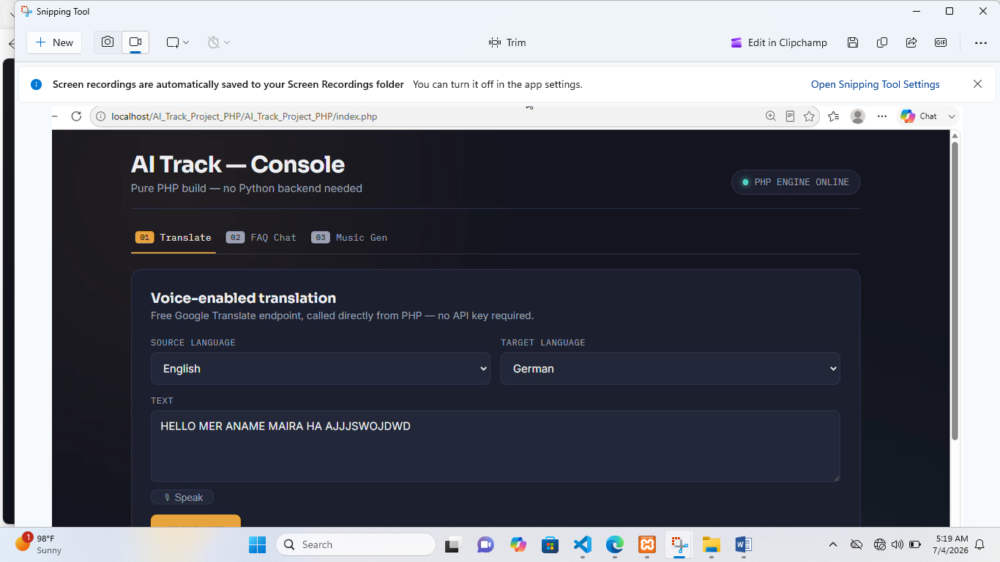 Snipping Tool
New
Trim
Edit in Clipchamp
GIF
Screen recordings are automatically saved to your Screen Recordings folder You can turn it off in the app settings.
Open Snipping Tool Settings
localhost/AI_Track_Project_PHP/AI_Track_Project_PHP/index.php
Chat
AI Track — Console
Pure PHP build — no Python backend needed
PHP ENGINE ONLINE
01 Translate 02 FAQ Chat 03 Music Gen
Voice-enabled translation
Free Google Translate endpoint, called directly from PHP — no API key required.
SOURCE LANGUAGE TARGET LANGUAGE
English German
TEXT
HELLO MER ANAME MAIRA HA AJJJSWOJDWD
Speak
1
98°F
Sunny
Search
5:19 AM
7/4/2026